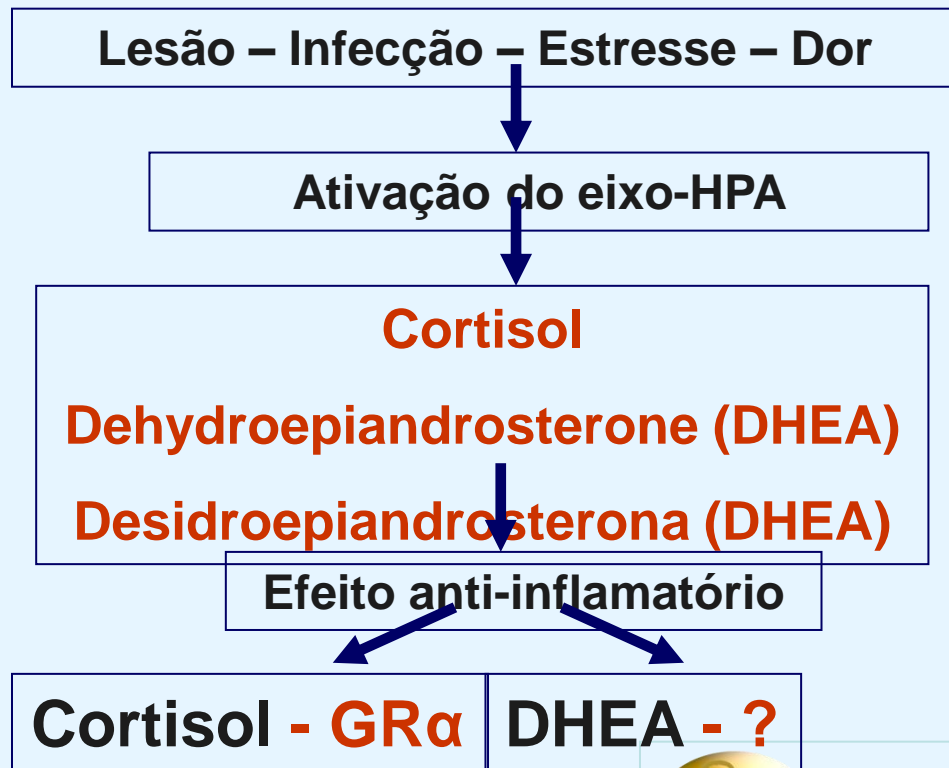 Lesão – Infecção – Estresse – Dor
Ativação do eixo-HPA
Cortisol
Dehydroepiandrosterone (DHEA)
Desidroepiandrosterona (DHEA)
Efeito anti-inflamatório
Cortisol - GRα
DHEA - ?